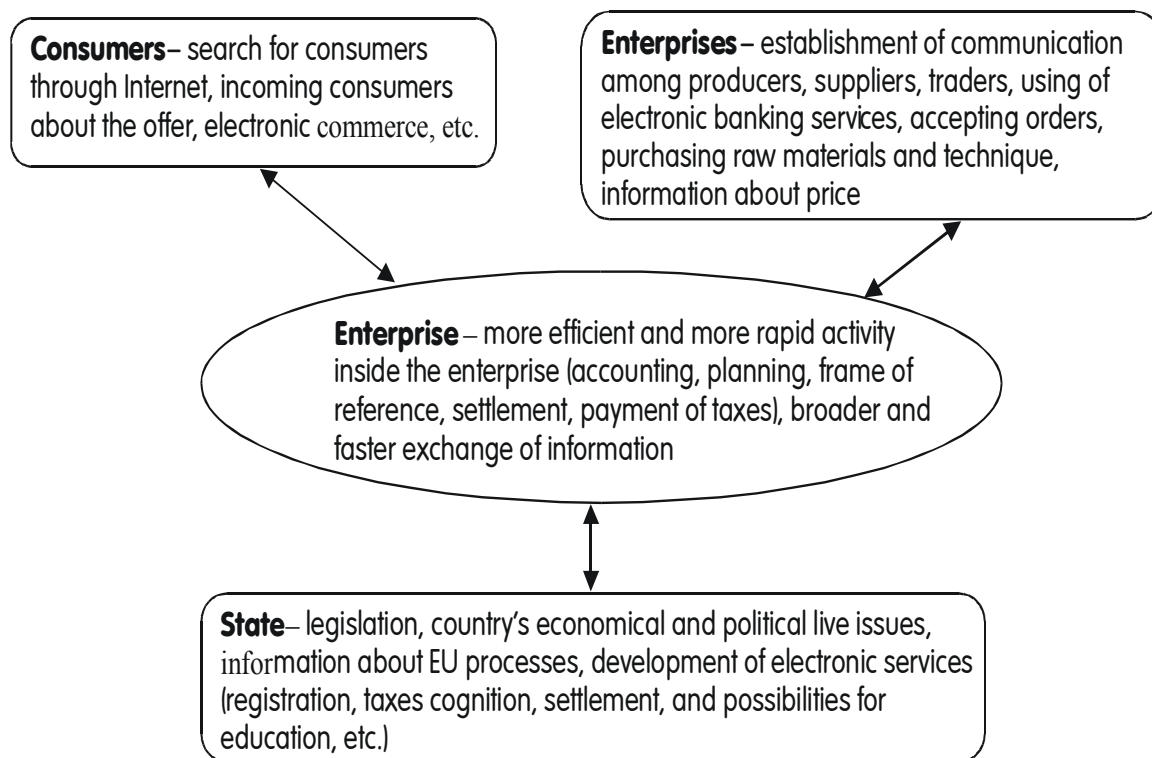 Consumers– search for consumers
through Internet, incoming consumers
about the offer, electronic commerce, etc.
Enterprises – establishment of communication
among producers, suppliers, traders, using of
electronic banking services, accepting orders,
purchasing raw materials and technique,
information about price
Enterprise – more efficient and more rapid activity
inside the enterprise (accounting, planning, frame of
reference, settlement, payment of taxes), broader and
faster exchange of information
State– legislation, country's economical and political live issues,
information about EU processes, development of electronic services
(registration, taxes cognition, settlement, and possibilities for
education, etc.)